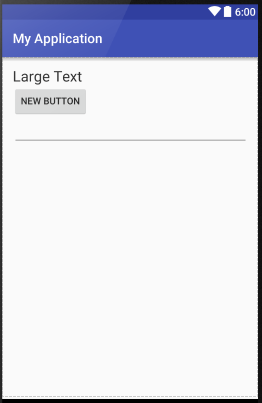 6:00
My Application
Large Text
NEW BUTTON